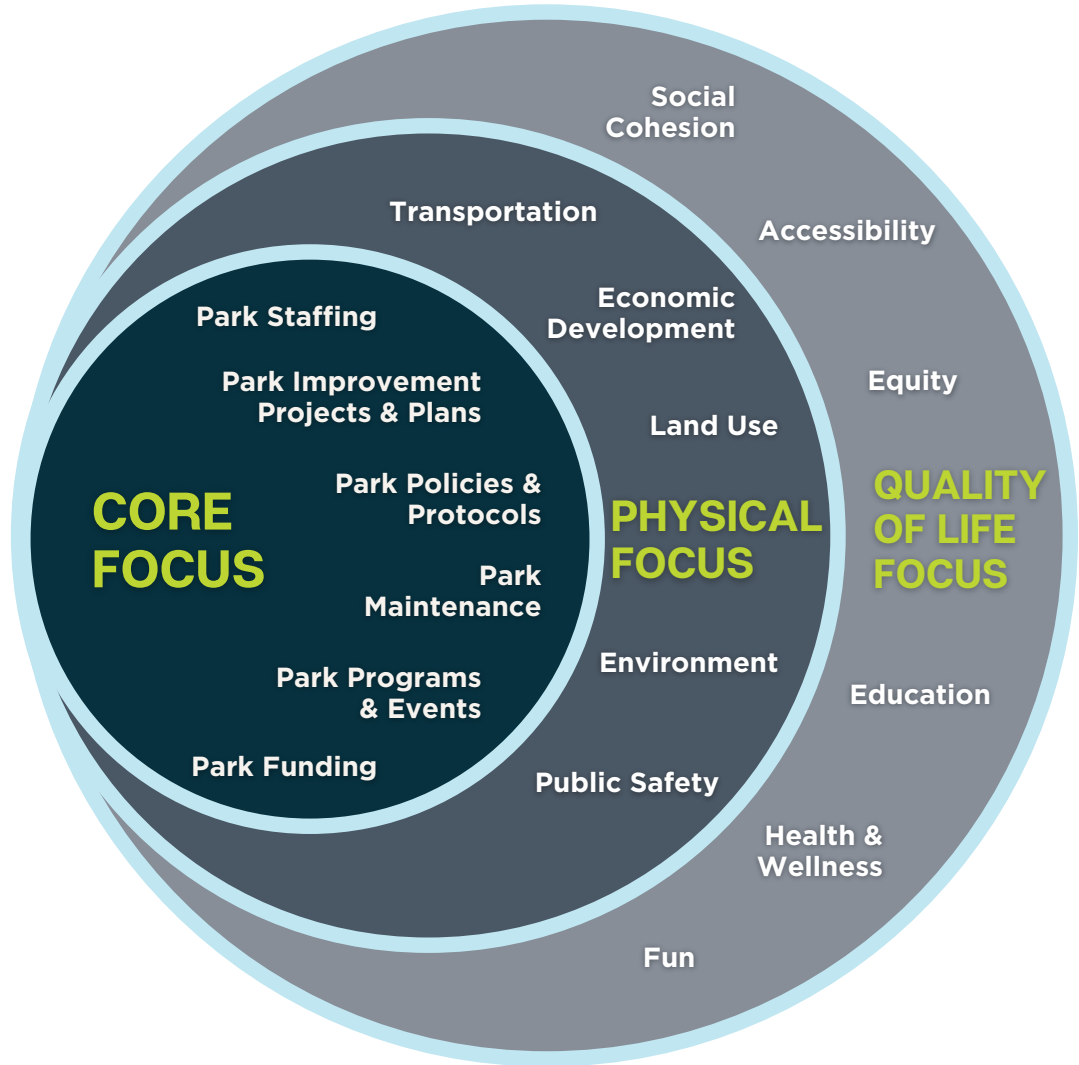 CORE
FOCUS
Park Staffing
Park Improvement
Projects & Plans
Park Policies &
Protocols
Park
Maintenance
Park Programs
& Events
Park Funding
PHYSICAL
FOCUS
Transportation
Economic
Development
Land Use
Environment
Public Safety
QUALITY
OF LIFE
FOCUS
Social
Cohesion
Accessibility
Equity
Education
Health &
Wellness
Fun